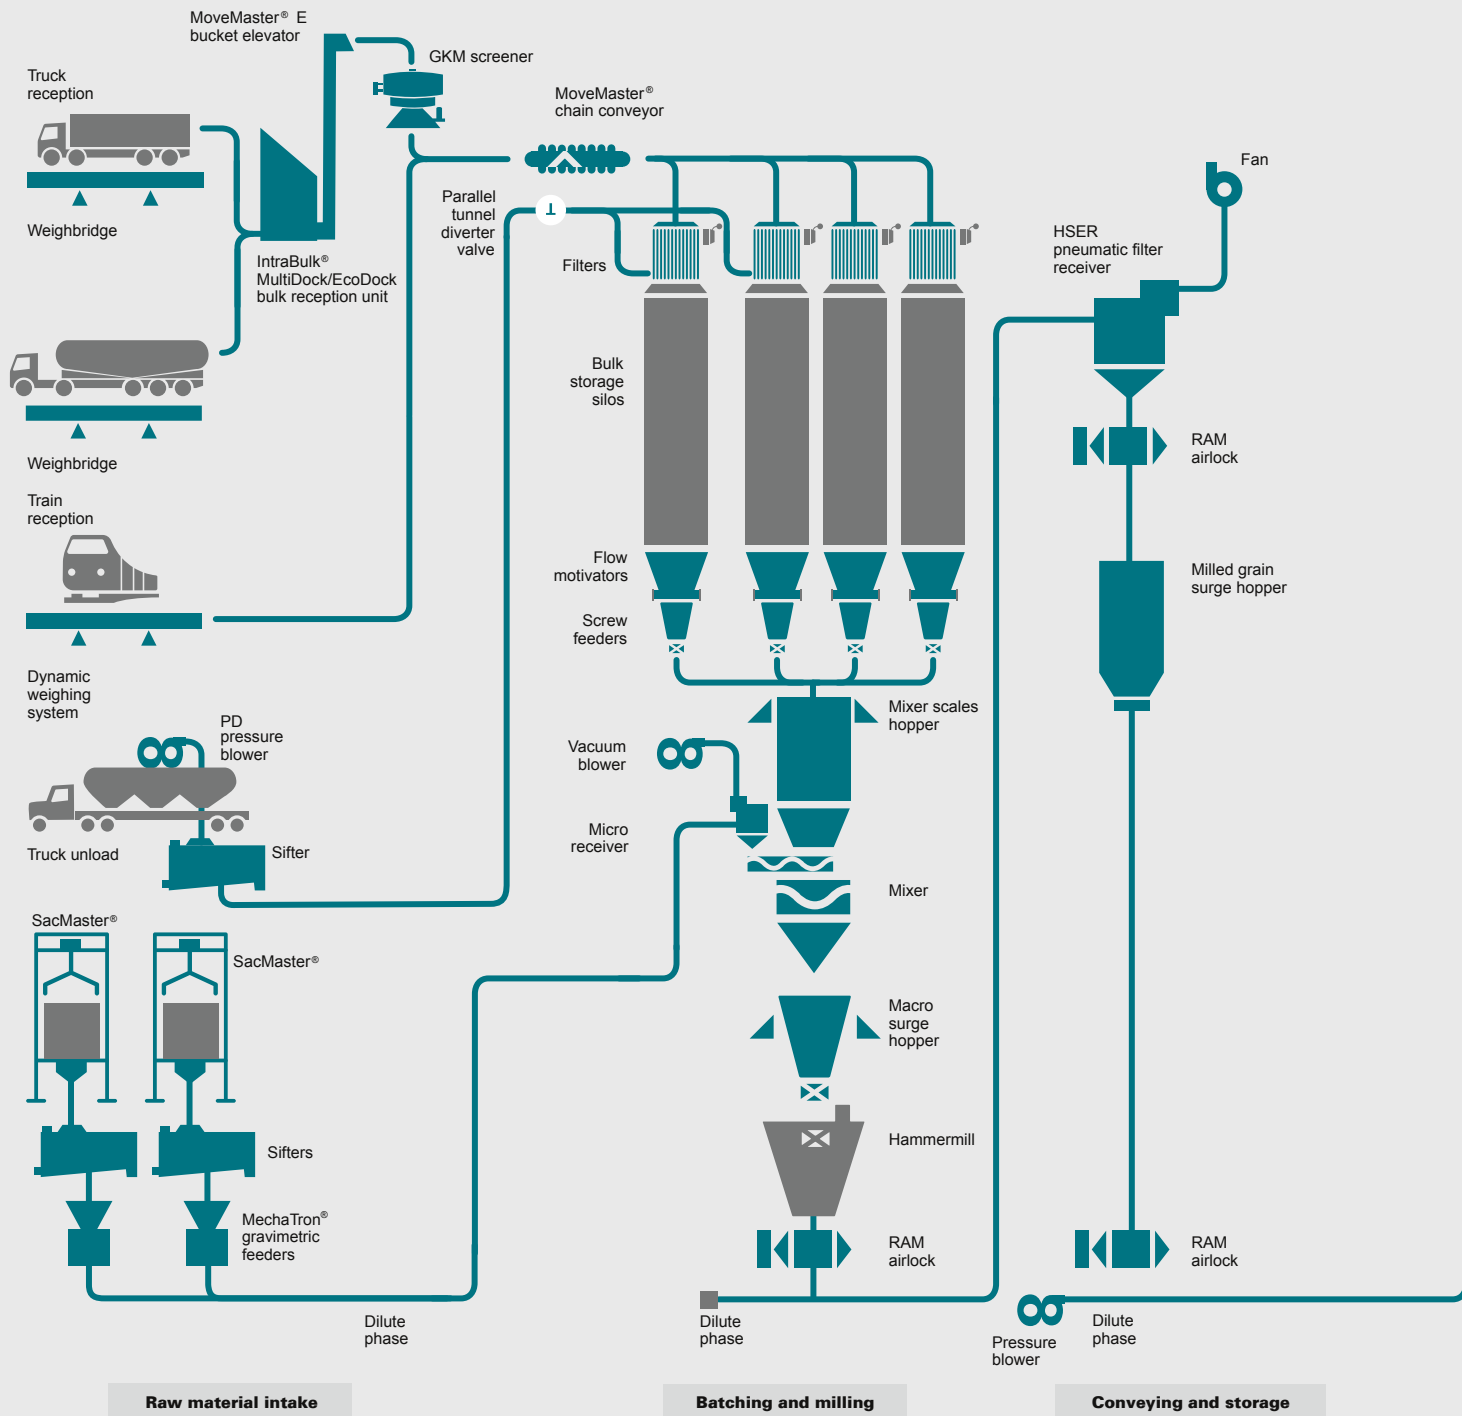 MoveMaster® E
bucket elevator
GKM screener
Truck
reception
MoveMaster®
chain conveyor
Weighbridge
IntraBulk®
MultiDock/EcoDock
bulk reception unit
Parallel
tunnel
diverter
valve
Filters
Fan
HSER
pneumatic filter
receiver
Bulk
storage
silos
Weighbridge
RAM
airlock
Train
reception
Flow
motivators
Milled grain
surge hopper
Screw
feeders
Dynamic
weighing
system
PD
pressure
blower
Mixer scales
hopper
Vacuum
blower
Truck unload
Sifter
Micro
receiver
Mixer
SacMaster®
SacMaster®
Macro
surge
hopper
Sifters
Hammermill
MechaTron®
gravimetric
feeders
RAM
airlock
RAM
airlock
Dilute
phase
Dilute
phase
Pressure
blower
Dilute
phase
Raw material intake
Batching and milling
Conveying and storage